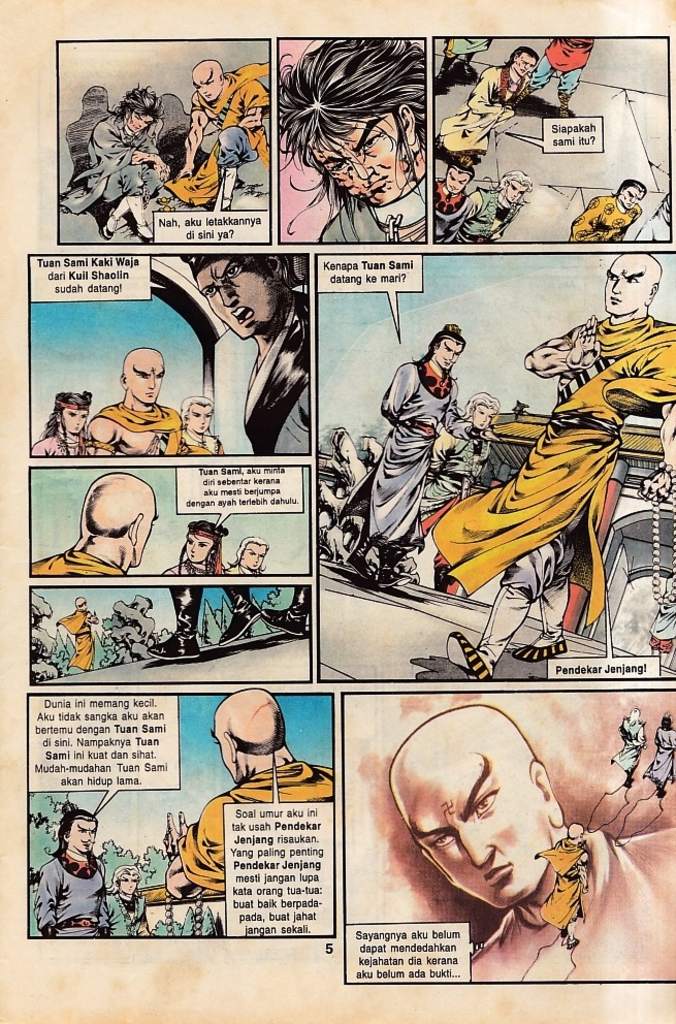 Nah, aku letakkannya
di sini ya?
Siapakah
sami itu?
Tuan Sami Kaki Waja
dari Kuil Shaolin
sudah datang!
Kenapa Tuan Sami
datang ke mari?
Tuan Sami, aku minta
diri sebentar kerana
aku mesti berjumpa
dengan ayah terlebih dahulu.
Pendekar Jenjang!
Dunia ini memang kecil.
Aku tidak sangka aku akan
bertemu dengan Tuan Sami
di sini. Nampaknya Tuan
Sami ini kuat dan sihat.
Mudah-mudahan Tuan Sami
akan hidup lama.
Soal umur aku ini
tak usah Pendekar
Jenjang risaukan.
Yang paling penting
Pendekar Jenjang
mesti jangan lupa
kata orang tua-tua:
buat baik berpada-
pada, buat jahat
jangan sekali.
Sayangnya aku belum
dapat mendedahkan
kejahatan dia kerana
aku belum ada bukti...
5